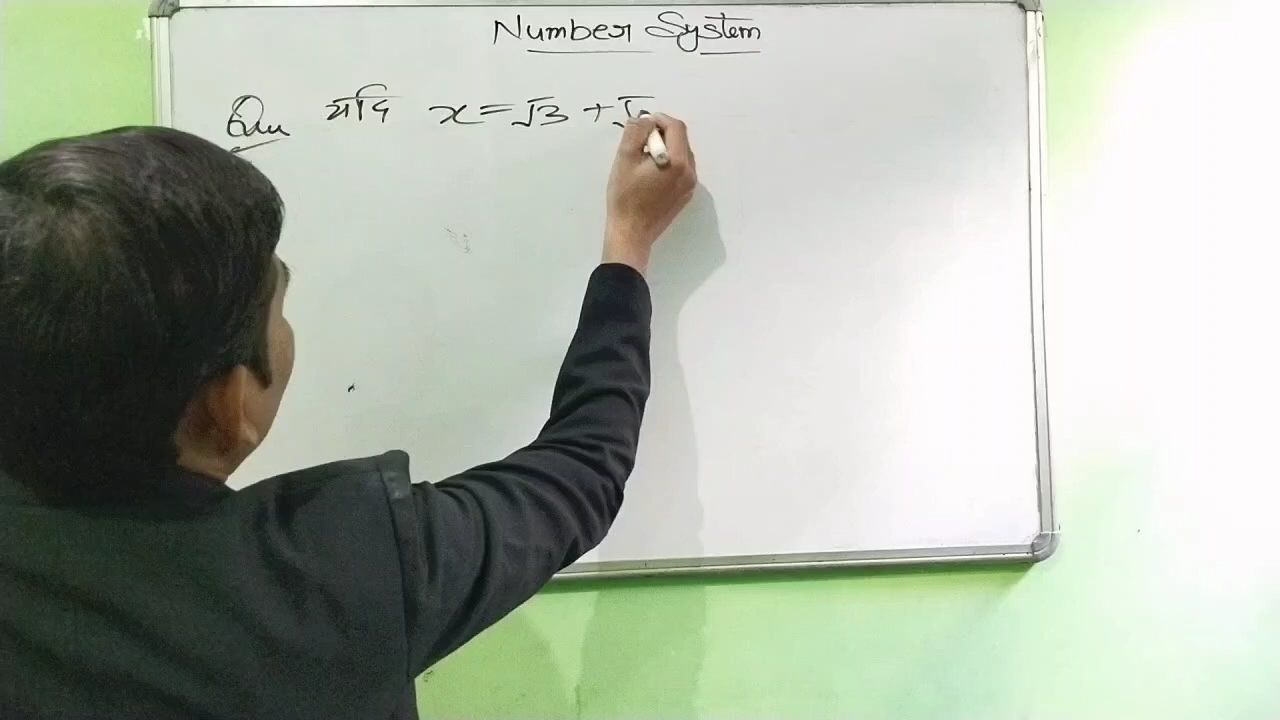 Number System
Qu यदि x = √3 + √